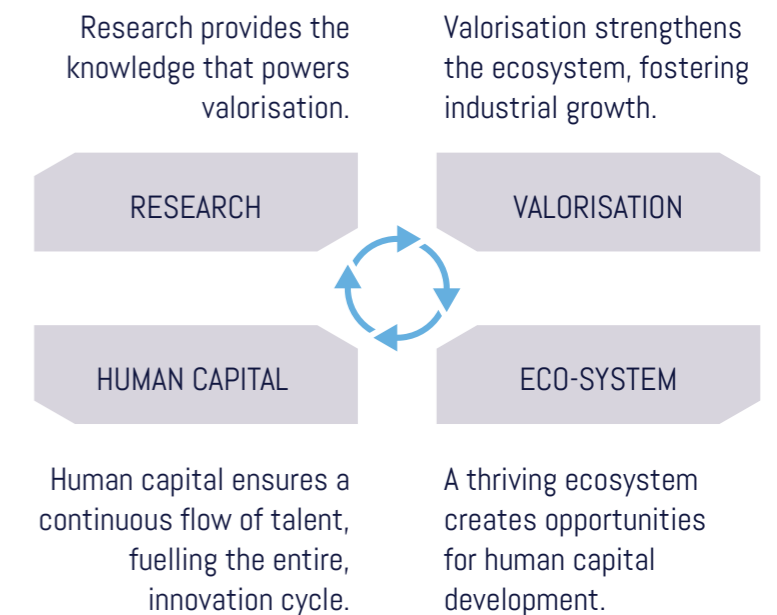 Research provides the
knowledge that powers
valorisation.
Valorisation strengthens
the ecosystem, fostering
industrial growth.
RESEARCH
VALORISATION
HUMAN CAPITAL
ECO-SYSTEM
Human capital ensures a
continuous flow of talent,
fuelling the entire,
innovation cycle.
A thriving ecosystem
creates opportunities
for human capital
development.